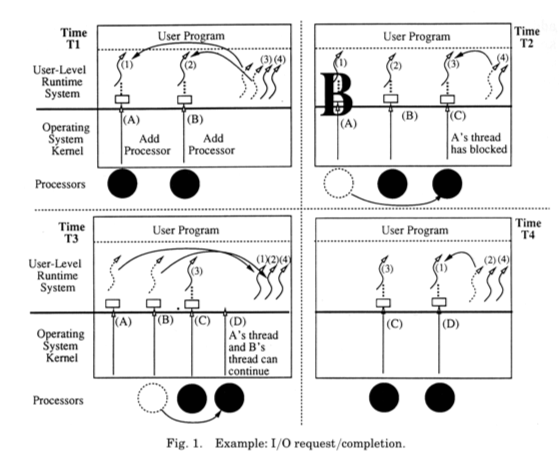 Time
T1
User Program
(1)
(2)
(3)(4)
User-Level
Runtime
System
(A)
(B)
Operating
System
Kernel
Add
Processor
Add
Processor
Processors
Time
T2
User Program
(1)
(2)
(3)
(4)
B
(A)
(B)
(C)
A's thread
has blocked
Time
T3
User Program
(3)
(1)(2)(4)
User-Level
Runtime
System
(A)
(B)
(C)
(D)
Operating
System
Kernel
A's thread
and B's
thread can
continue
Processors
Time
T4
User Program
(3)
(1)
(2)(4)
(C)
(D)
Fig. 1. Example: I/O request/completion.